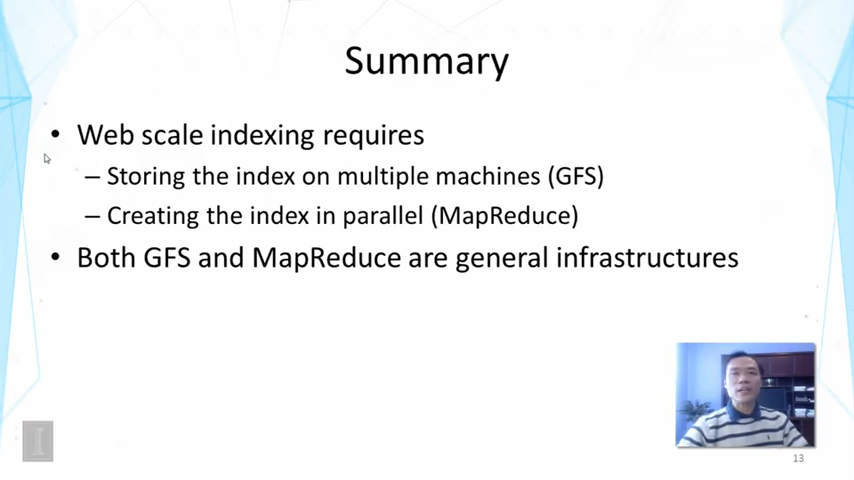 Summary
• Web scale indexing requires
– Storing the index on multiple machines (GFS)
– Creating the index in parallel (MapReduce)
• Both GFS and MapReduce are general infrastructures
I
13